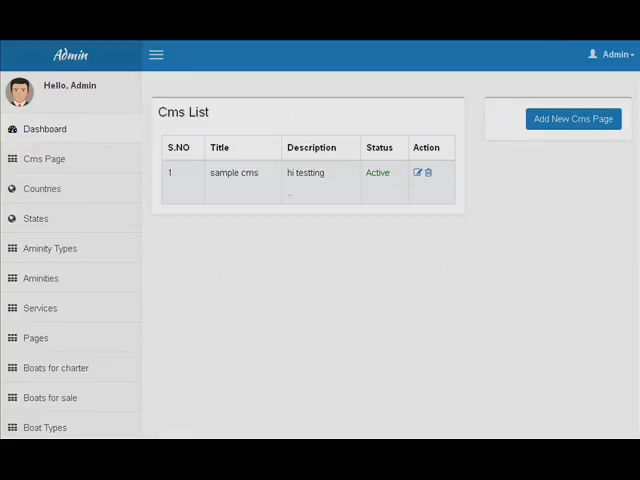 Admin
Admin
Hello, Admin
Dashboard
Cms Page
Countries
States
Aminity Types
Aminities
Services
Pages
Boats for charter
Boats for sale
Boat Types
Cms List
Add New Cms Page
S.NO Title Description Status Action
1 sample cms hi testting Active
..